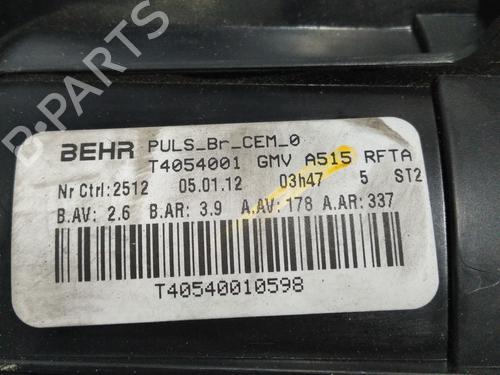 B-PARTS
BEHR PULS_Br_CEM_0
T4054001 GMV A515 RFTA
Nr Ctrl:2512 05.01.12 03h47 5 ST2
B.AV: 2.6 B.AR: 3.9 A.AV: 178 A.AR: 337
T40540010598